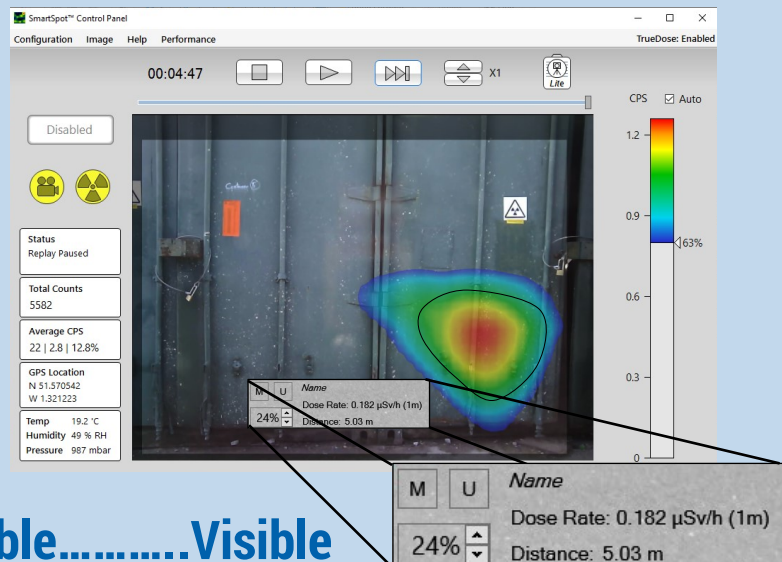 SmartSpot™ Control Panel
Configuration Image Help Performance TrueDose: Enabled
00:04:47 X1 Lite
CPS Auto
Disabled
1.2
0.9
63%
0.6
0.3
0
Status
Replay Paused
Total Counts
5582
Average CPS
22 | 2.8 | 12.8%
GPS Location
N 51.570542
W 1.321223
Temp 19.2 °C
Humidity 49 % RH
Pressure 987 mbar
M U Name
Dose Rate: 0.182 µSv/h (1m)
24% Distance: 5.03 m
M U Name
Dose Rate: 0.182 µSv/h (1m)
24% Distance: 5.03 m
ble...........Visible